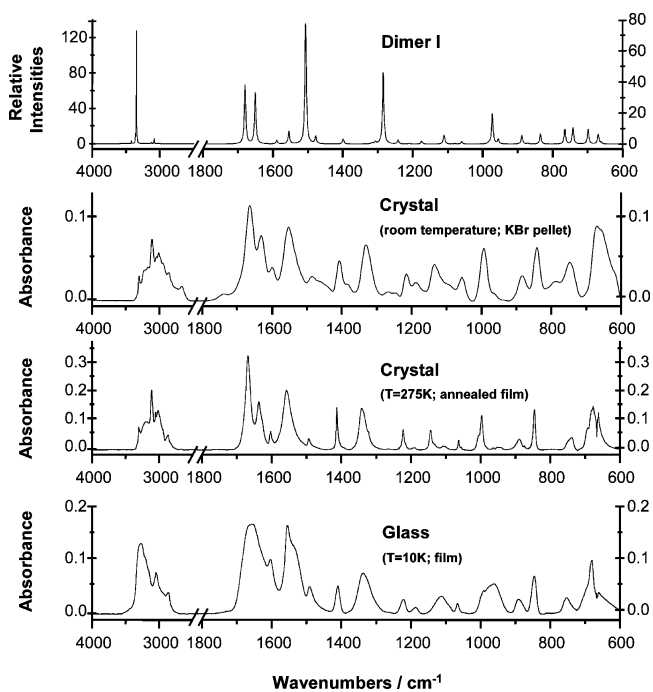 Dimer I
Relative Intensities
120 80 40 0
80 60 40 20 0
4000 3000 1800 1600 1400 1200 1000 800 600
Crystal
(room temperature; KBr pellet)
Absorbance
0.1 0.0
0.1 0.0
4000 3000 1800 1600 1400 1200 1000 800 600
Crystal
(T=275K; annealed film)
Absorbance
0.3 0.2 0.1 0.0
0.3 0.2 0.1 0.0
4000 3000 1800 1600 1400 1200 1000 800 600
Glass
(T=10K; film)
Absorbance
0.2 0.1 0.0
0.2 0.1 0.0
4000 3000 1800 1600 1400 1200 1000 800 600
Wavenumbers / cm⁻¹